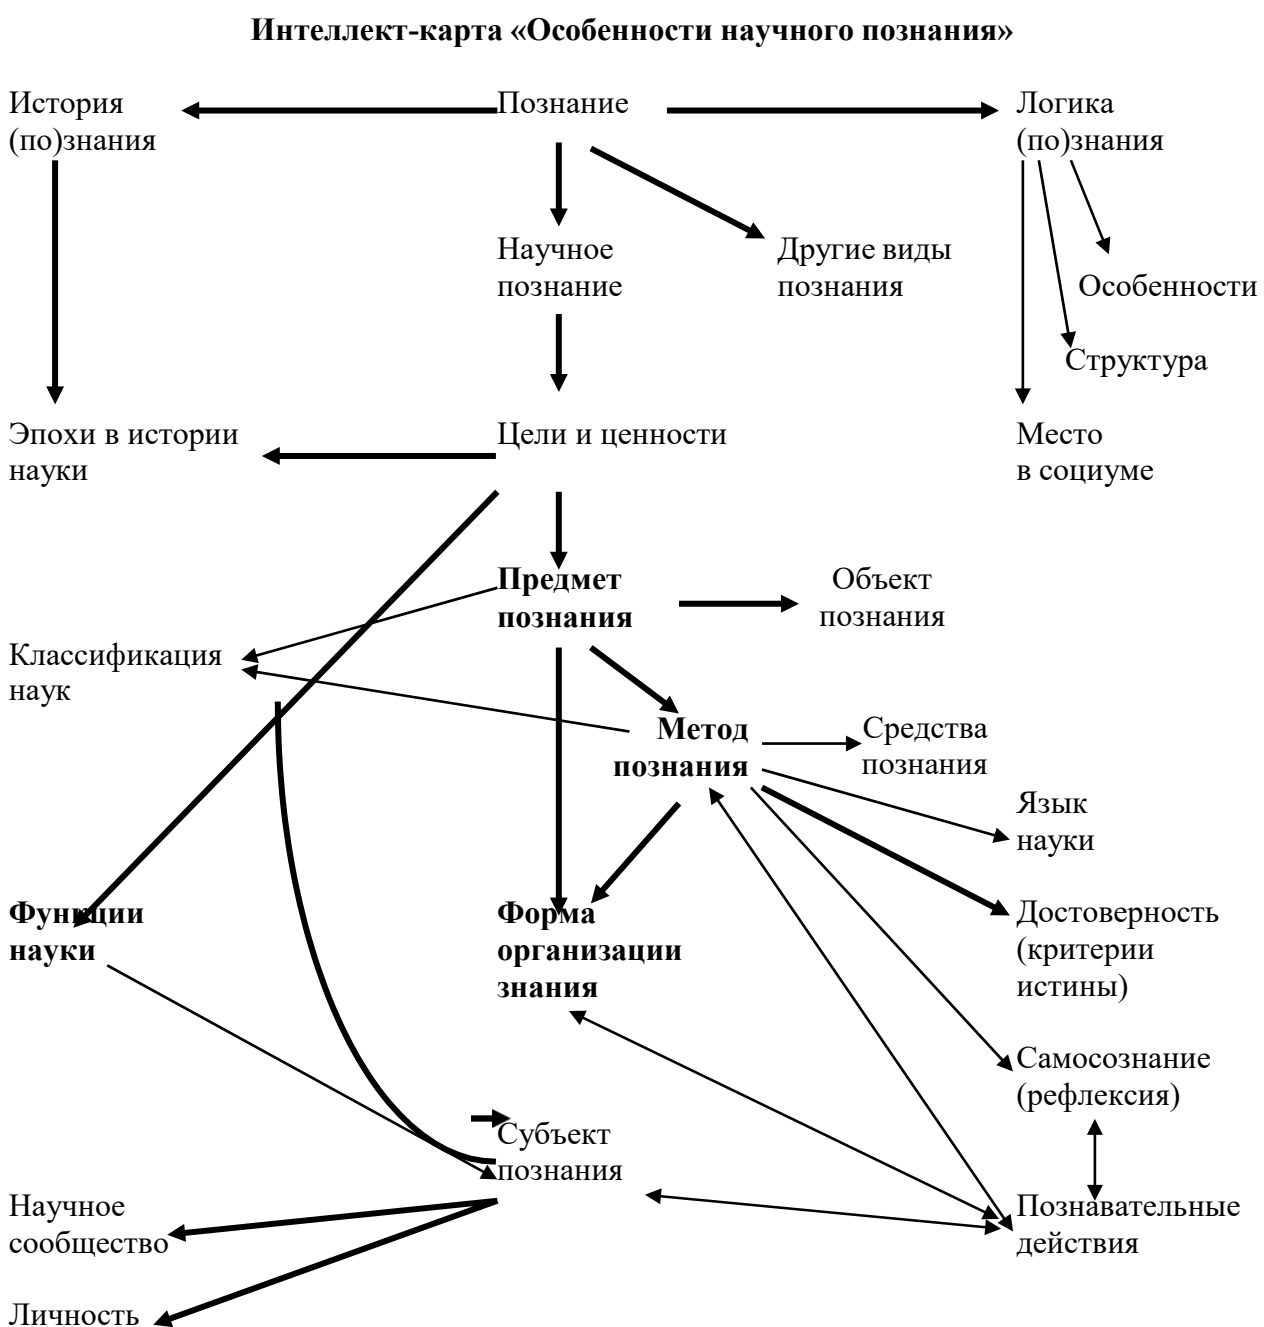 Интеллект-карта «Особенности научного познания»
История
(по)знания
Познание
Логика
(по)знания
Научное
познание
Другие виды
познания
Особенности
Структура
Эпохи в истории
науки
Цели и ценности
Место
в социуме
Предмет
познания
Объект
познания
Классификация
наук
Метод
познания
Средства
познания
Язык
науки
Функции
науки
Форма
организации
знания
Достоверность
(критерии
истины)
Самосознание
(рефлексия)
Субъект
познания
Научное
сообщество
Познавательные
действия
Личность